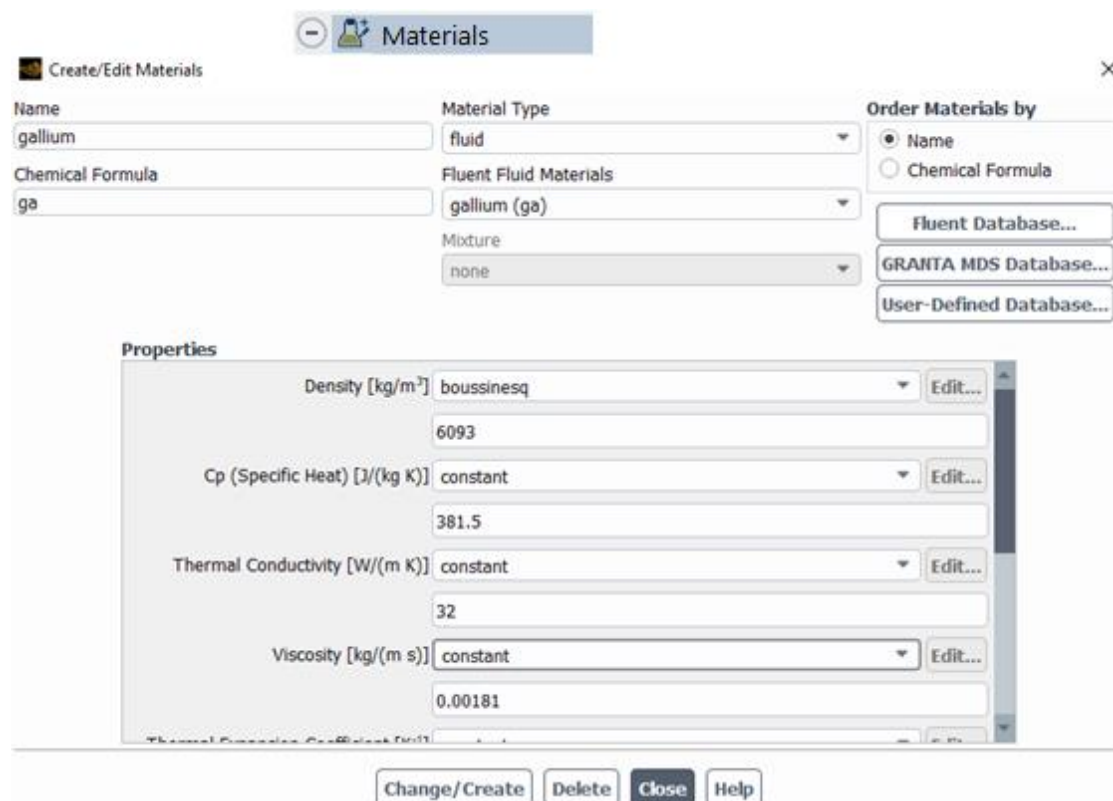 Materials
Create/Edit Materials
Name
gallium
Material Type
fluid
Order Materials by
Name
Chemical Formula
Chemical Formula
ga
Fluent Fluid Materials
gallium (ga)
Mixture
none
Fluent Database...
GRANTA MDS Database...
User-Defined Database...
Properties
Density [kg/m³] boussinesq Edit...
6093
Cp (Specific Heat) [J/(kg K)] constant Edit...
381.5
Thermal Conductivity [W/(m K)] constant Edit...
32
Viscosity [kg/(m s)] constant Edit...
0.00181
Thermal Expansion Coefficient
Change/Create Delete Close Help